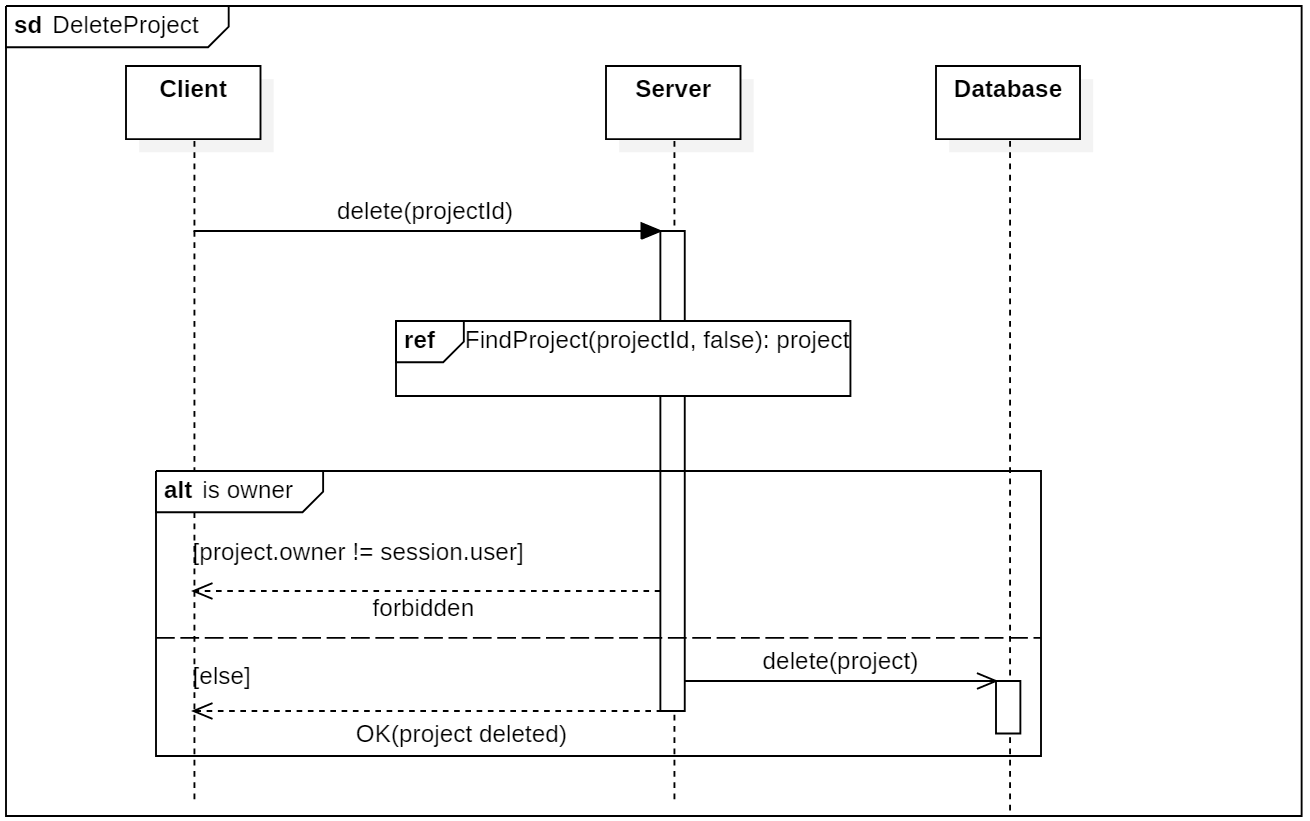 sd DeleteProject
Client
Server
Database
delete(projectId)
ref FindProject(projectId, false): project
alt is owner
[project.owner != session.user]
forbidden
delete(project)
[else]
OK(project deleted)